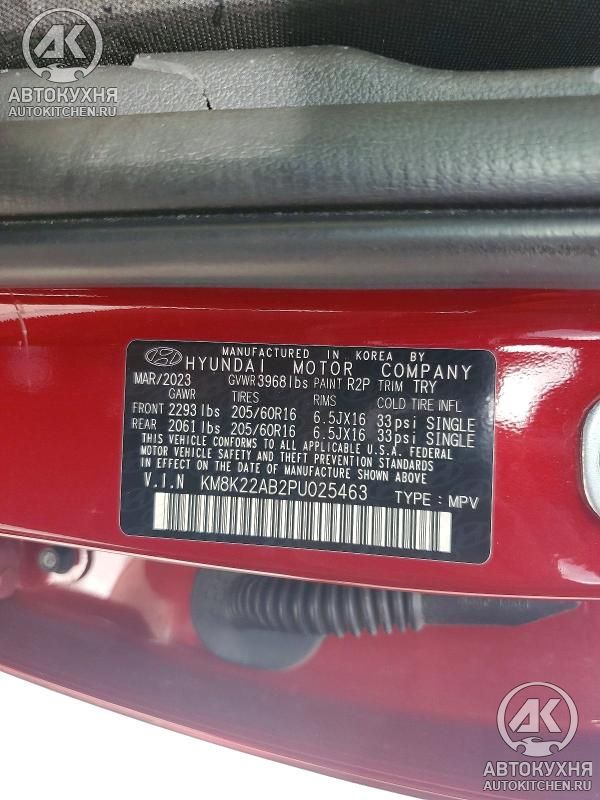 АК
АВТОКУХНЯ
AUTOKITCHEN.RU
MANUFACTURED IN KOREA BY
HYUNDAI MOTOR COMPANY
MAR/2023 GVWR 3968lbs PAINT R2P TRIM TRY
GAWR TIRES RIMS COLD TIRE INFL
FRONT 2293lbs 205/60R16 6.5JX16 33psi SINGLE
REAR 2061lbs 205/60R16 6.5JX16 33psi SINGLE
THIS VEHICLE CONFORMS TO ALL APPLICABLE U.S.A. FEDERAL
MOTOR VEHICLE SAFETY AND THEFT PREVENTION STANDARDS
IN EFFECT ON THE DATE OF MANUFACTURE SHOWN ABOVE
V.I.N KM8K22AB2PU025463 TYPE : MPV
АК
АВТОКУХНЯ
AUTOKITCHEN.RU